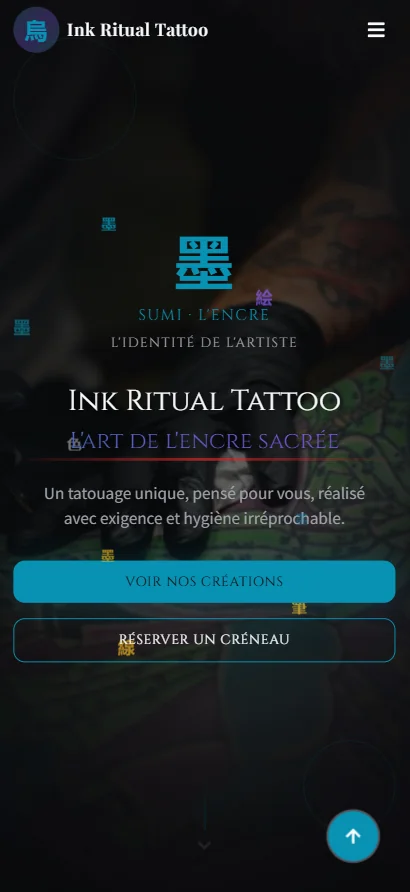 烏 Ink Ritual Tattoo
墨
墨
絵
SUMI · L'ENCRE
墨
L'IDENTITÉ DE L'ARTISTE
墨
Ink Ritual Tattoo
L'art de l'encre sacrée
Un tatouage unique, pensé pour vous, réalisé
avec exigence et hygiène irréprochable.
墨
VOIR NOS CRÉATIONS
筆
RÉSERVER UN CRÉNEAU
線